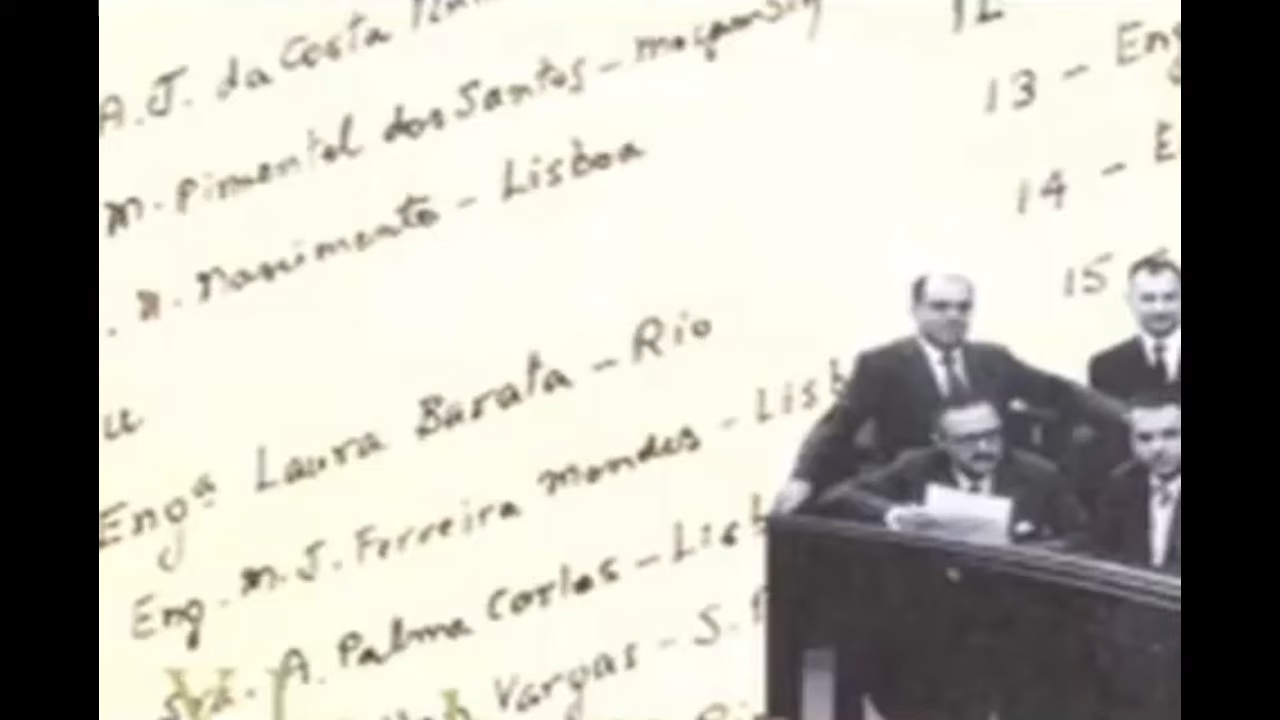 A. J. da Costa
M. Pimentel dos Santos -
12
N. Nascimento - Lisboa
13 - Eng
14 - E
15
Engª Laura Barata - Rio
Eng. M. J. Ferreira Mendes - Lisb
Sra. A. Palma Carlos - Lisb
Vargas - S.